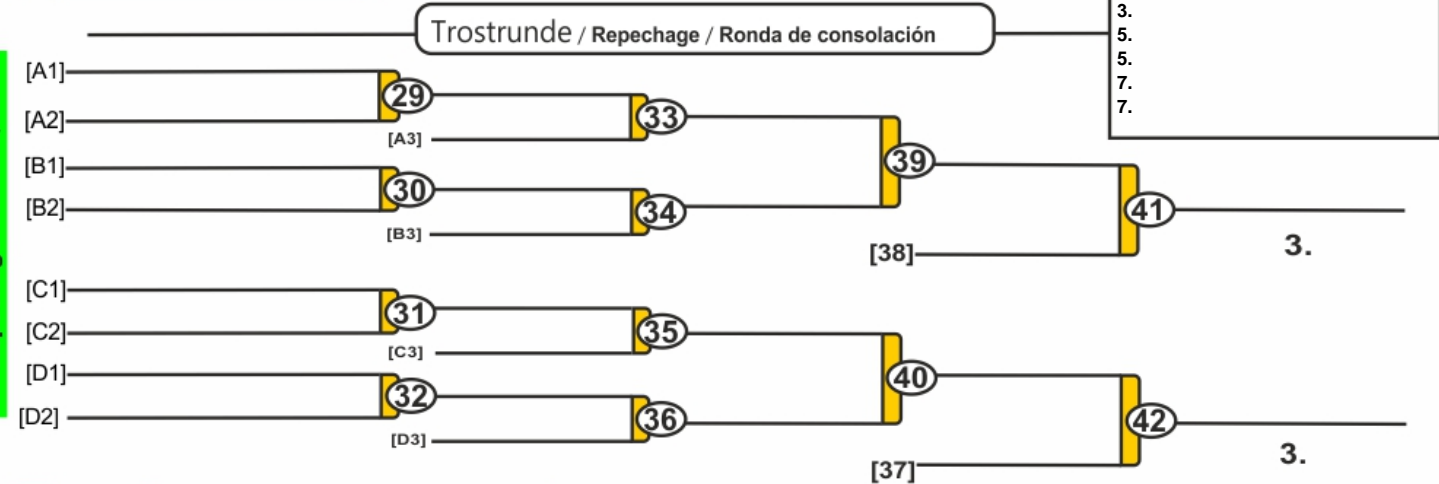 Trostrunde / Repechage / Ronda de consolación
3.
5.
5.
7.
7.
[A1]
29
[A2]
33
[A3]
39
[B1]
30
[B2]
34
[B3]
41
[38]
3.
[C1]
31
[C2]
35
[C3]
40
[D1]
32
[D2]
36
[D3]
42
[37]
3.